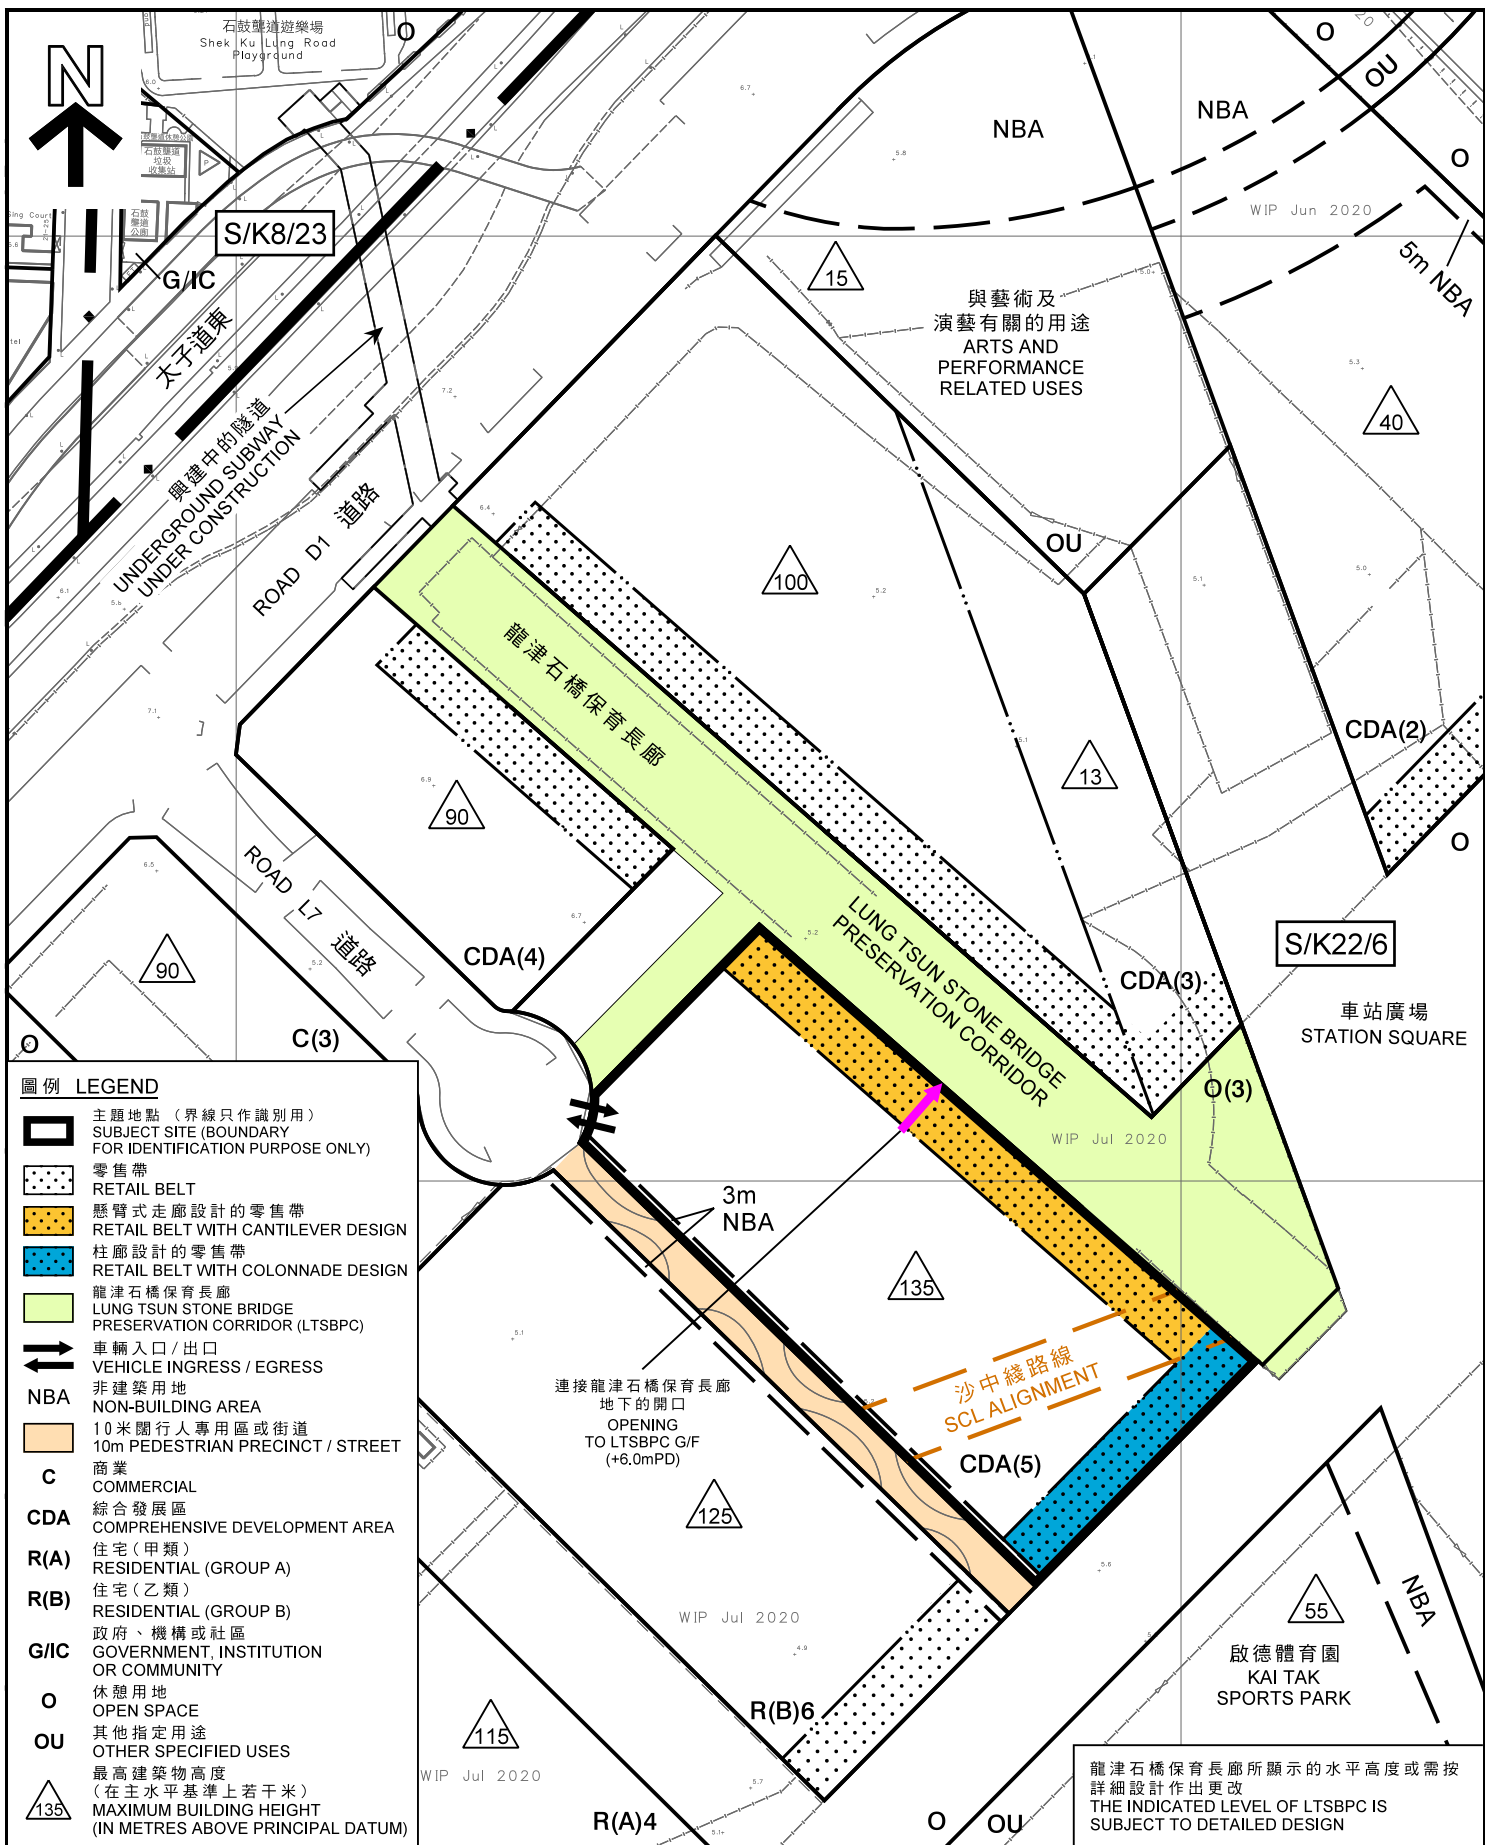 石鼓壟道遊樂場
Shek Ku Lung Road
Playground
O
N
石鼓壟道
垃圾
收集站
石鼓
壟道
公廁
P
S/K8/23
G/IC
太子道東
興建中的隧道
UNDERGROUND SUBWAY
UNDER CONSTRUCTION
ROAD D1 道路
NBA
NBA
O
OU
O
WIP Jun 2020
5m NBA
15
與藝術及
演藝有關的用途
ARTS AND
PERFORMANCE
RELATED USES
40
OU
100
13
CDA(2)
O
龍津石橋保育長廊
90
CDA(4)
ROAD L7 道路
90
C(3)
O
LUNG TSUN STONE BRIDGE
PRESERVATION CORRIDOR
CDA(3)
S/K22/6
車站廣場
STATION SQUARE
O(3)
WIP Jul 2020
3m
NBA
135
沙中綫路線
SCL ALIGNMENT
CDA(5)
連接龍津石橋保育長廊
地下的開口
OPENING
TO LTSBPC G/F
(+6.0mPD)
125
WIP Jul 2020
R(B)6
115
WIP Jul 2020
R(A)4
O
OU
55
NBA
啟德體育園
KAI TAK
SPORTS PARK
圖例 LEGEND
主題地點 （界線只作識別用）
SUBJECT SITE (BOUNDARY
FOR IDENTIFICATION PURPOSE ONLY)
零售帶
RETAIL BELT
懸臂式走廊設計的零售帶
RETAIL BELT WITH CANTILEVER DESIGN
柱廊設計的零售帶
RETAIL BELT WITH COLONNADE DESIGN
龍津石橋保育長廊
LUNG TSUN STONE BRIDGE
PRESERVATION CORRIDOR (LTSBPC)
車輛入口 / 出口
VEHICLE INGRESS / EGRESS
NBA 非建築用地
NON-BUILDING AREA
10米闊行人專用區或街道
10m PEDESTRIAN PRECINCT / STREET
C 商業
COMMERCIAL
CDA 綜合發展區
COMPREHENSIVE DEVELOPMENT AREA
R(A) 住宅（甲類）
RESIDENTIAL (GROUP A)
R(B) 住宅（乙類）
RESIDENTIAL (GROUP B)
G/IC 政府、機構或社區
GOVERNMENT, INSTITUTION
OR COMMUNITY
O 休憩用地
OPEN SPACE
OU 其他指定用途
OTHER SPECIFIED USES
135 最高建築物高度
（在主水平基準上若干米）
MAXIMUM BUILDING HEIGHT
(IN METRES ABOVE PRINCIPAL DATUM)
龍津石橋保育長廊所顯示的水平高度或需按
詳細設計作出更改
THE INDICATED LEVEL OF LTSBPC IS
SUBJECT TO DETAILED DESIGN